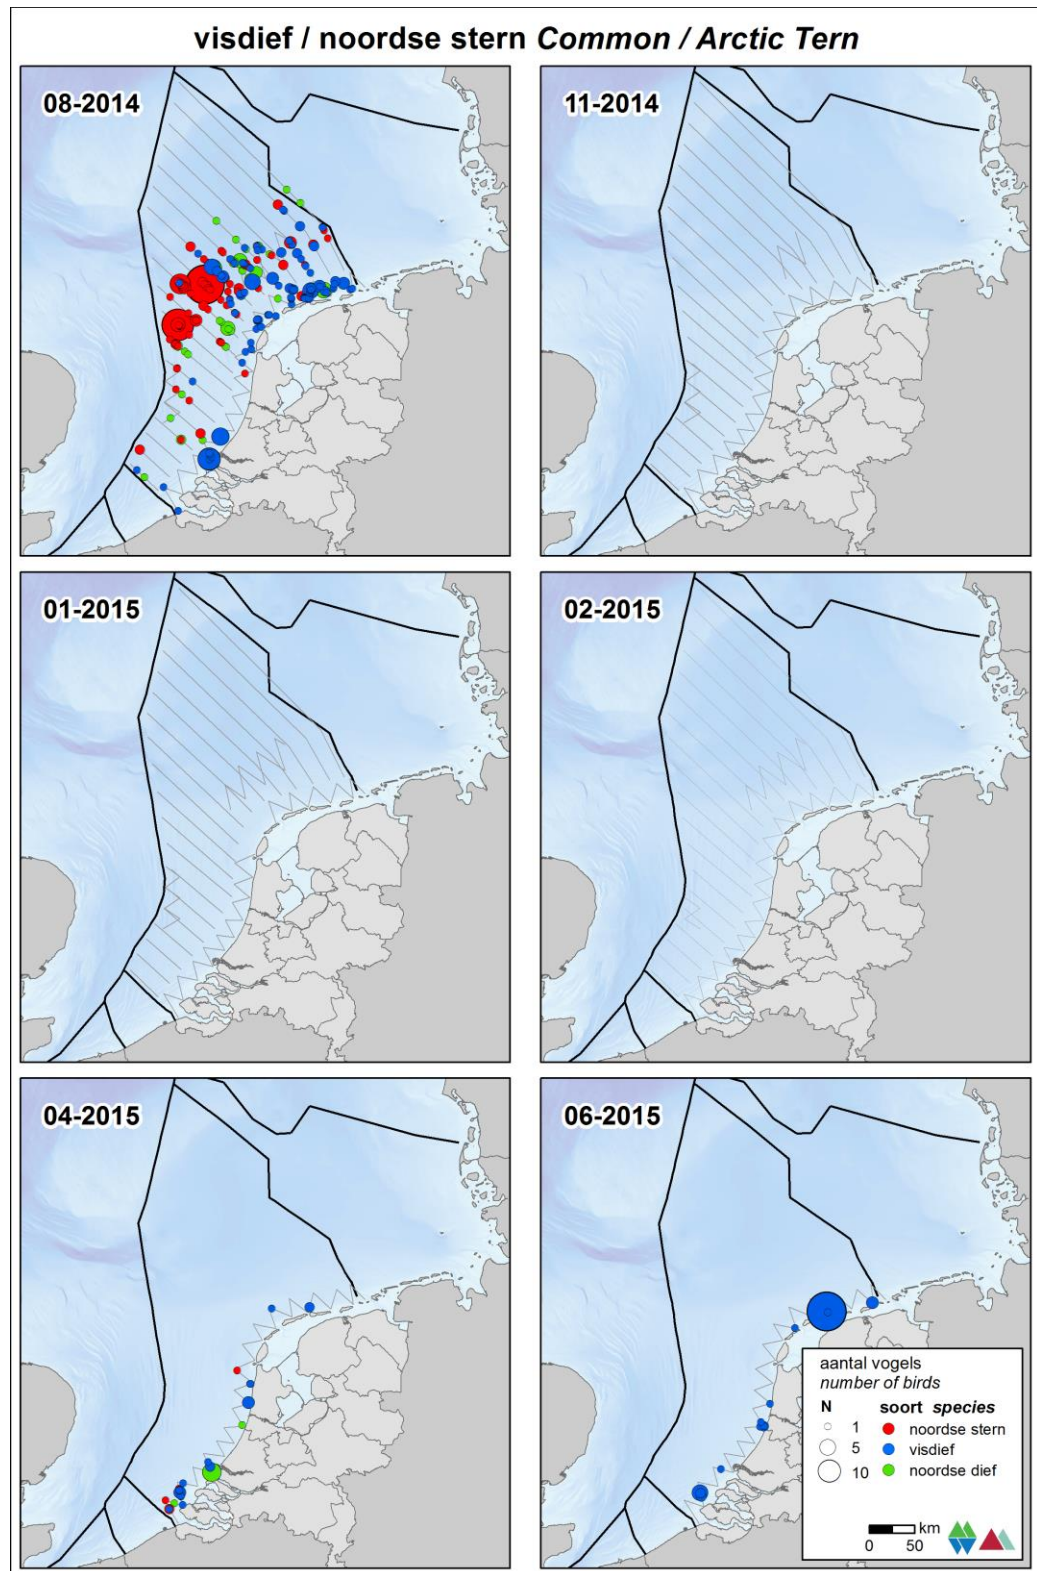 visdief / noordse stern Common / Arctic Tern
08-2014
11-2014
01-2015
02-2015
04-2015
06-2015
aantal vogels
number of birds
N soort species
1 noordse stern
5 visdief
10 noordse dief
km
0 50